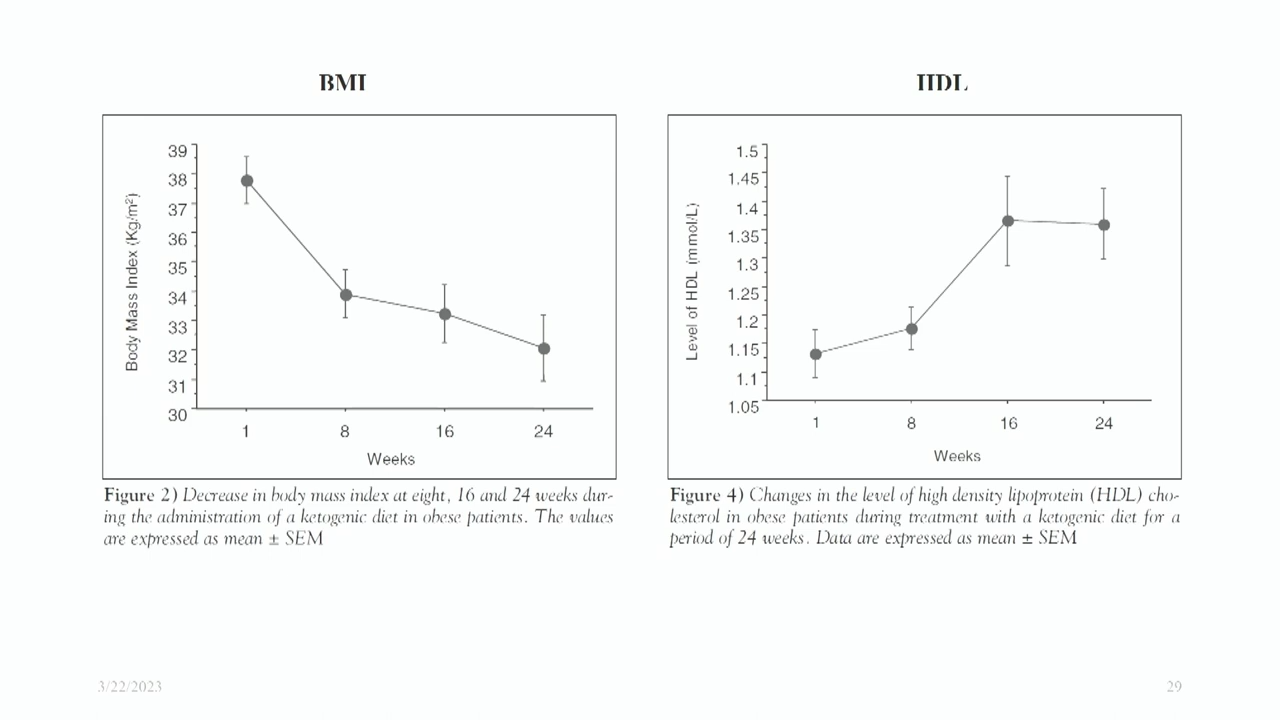 BMI
HDL
39
38
37
36
35
34
33
32
31
30
Body Mass Index (Kg/m²)
1 8 16 24
Weeks
Figure 2) Decrease in body mass index at eight, 16 and 24 weeks dur-
ing the administration of a ketogenic diet in obese patients. The values
are expressed as mean ± SEM
1.5
1.45
1.4
1.35
1.3
1.25
1.2
1.15
1.1
1.05
Level of HDL (mmol/L)
1 8 16 24
Weeks
Figure 4) Changes in the level of high density lipoprotein (HDL) cho-
lesterol in obese patients during treatment with a ketogenic diet for a
period of 24 weeks. Data are expressed as mean ± SEM
3/22/2023
29